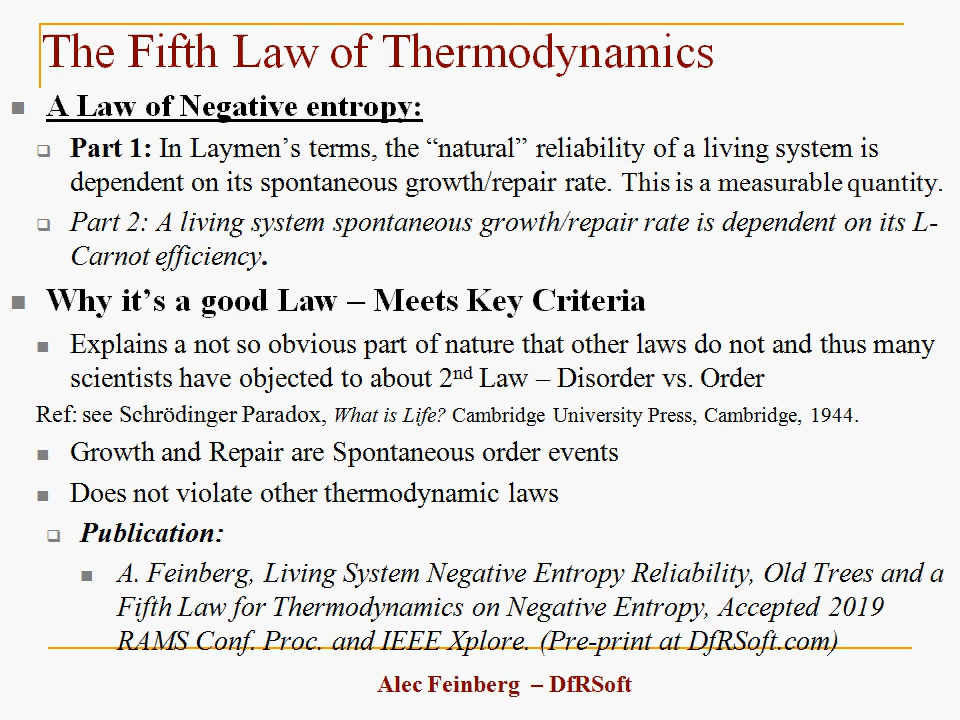 The Fifth Law of Thermodynamics
A Law of Negative entropy:
Part 1: In Laymen's terms, the "natural" reliability of a living system is
dependent on its spontaneous growth/repair rate. This is a measurable quantity.
Part 2: A living system spontaneous growth/repair rate is dependent on its L-
Carnot efficiency.
Why it's a good Law – Meets Key Criteria
Explains a not so obvious part of nature that other laws do not and thus many
scientists have objected to about 2nd Law – Disorder vs. Order
Ref: see Schrödinger Paradox, What is Life? Cambridge University Press, Cambridge, 1944.
Growth and Repair are Spontaneous order events
Does not violate other thermodynamic laws
Publication:
A. Feinberg, Living System Negative Entropy Reliability, Old Trees and a
Fifth Law for Thermodynamics on Negative Entropy, Accepted 2019
RAMS Conf. Proc. and IEEE Xplore. (Pre-print at DfRSoft.com)
Alec Feinberg – DfRSoft